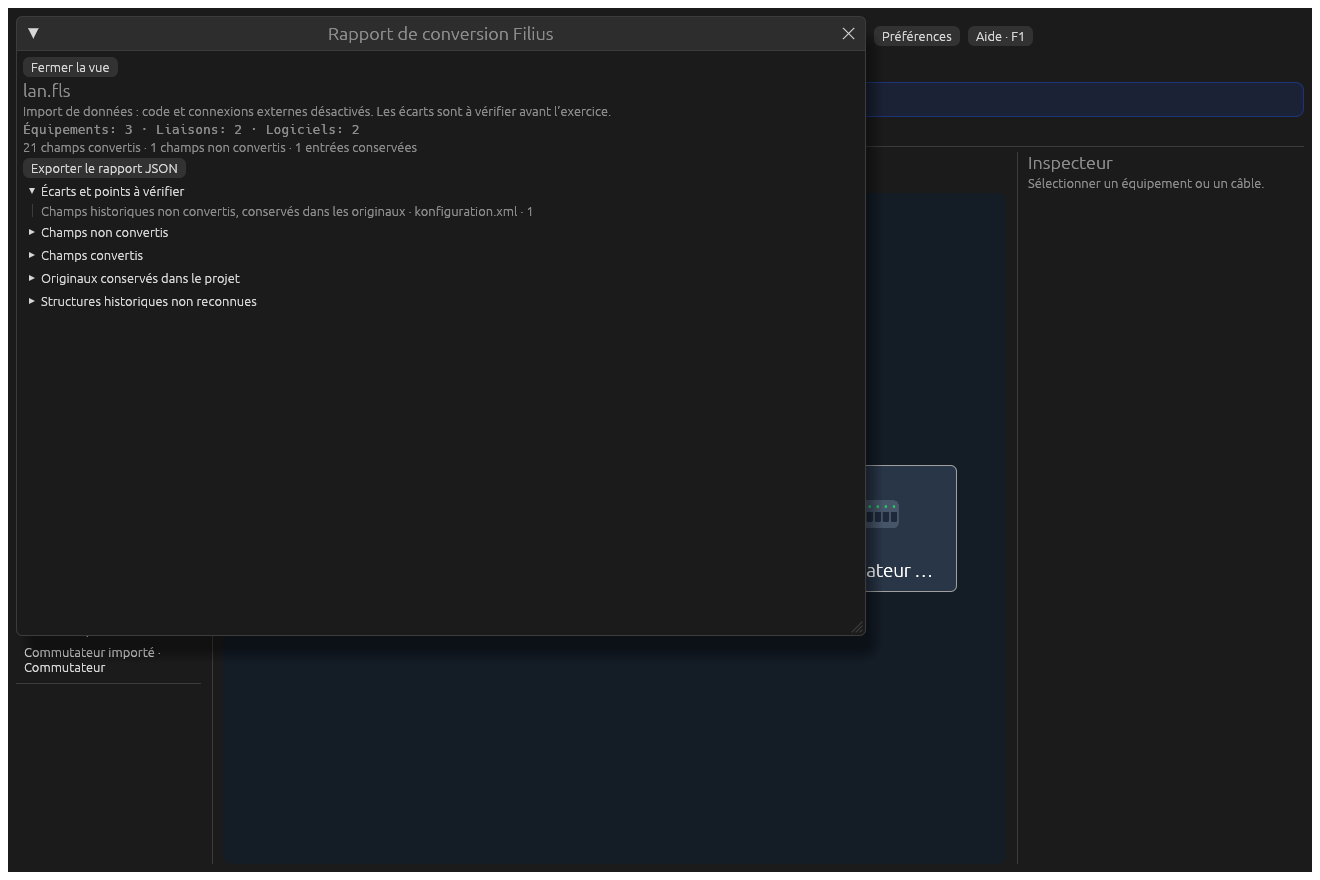 Rapport de conversion Filius
Préférences
Aide · F1
Fermer la vue
lan.fls
Import de données : code et connexions externes désactivés. Les écarts sont à vérifier avant l'exercice.
Équipements: 3 · Liaisons: 2 · Logiciels: 2
21 champs convertis · 1 champs non convertis · 1 entrées conservées
Exporter le rapport JSON
Écarts et points à vérifier
Champs historiques non convertis, conservés dans les originaux · konfiguration.xml · 1
Champs non convertis
Champs convertis
Originaux conservés dans le projet
Structures historiques non reconnues
Inspecteur
Sélectionner un équipement ou un câble.
ateur ...
Commutateur importé ·
Commutateur